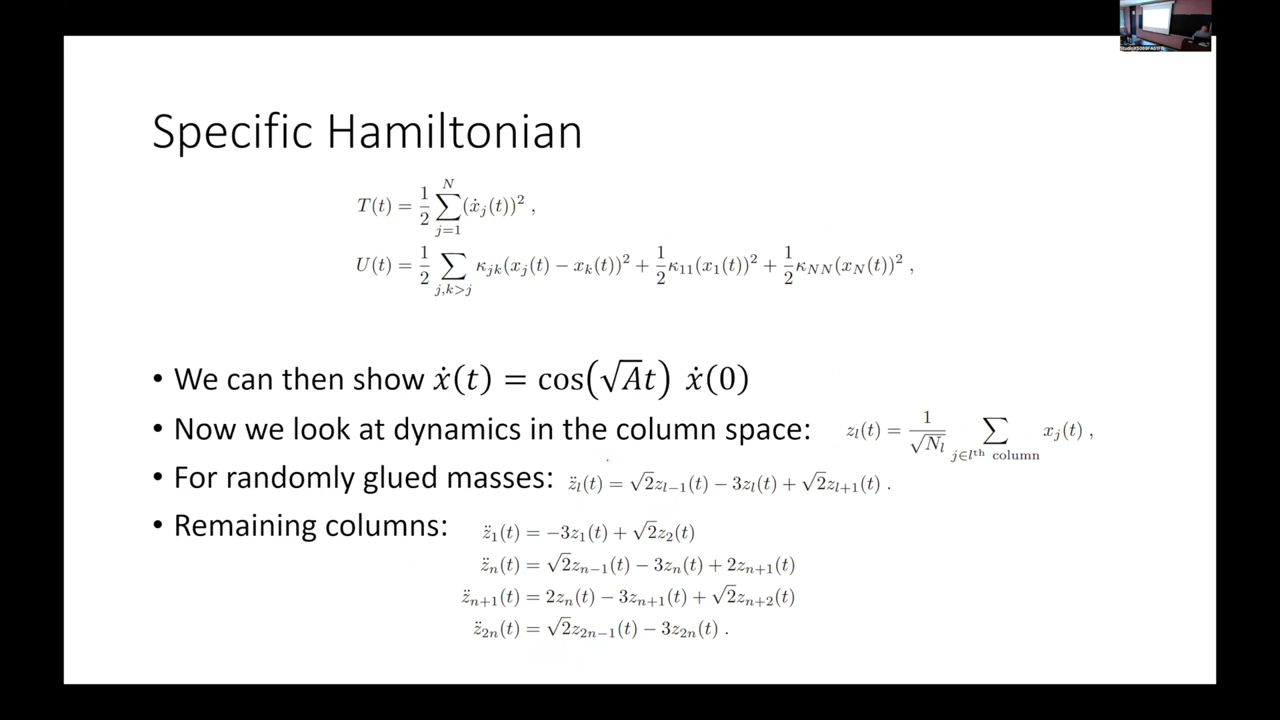 Specific Hamiltonian
T(t) = \frac{1}{2} \sum_{j=1}^{N} (\dot{x}_j(t))^2 ,
U(t) = \frac{1}{2} \sum_{j,k>j} \kappa_{jk}(x_j(t) − x_k(t))^2 + \frac{1}{2} \kappa_{11}(x_1(t))^2 + \frac{1}{2} \kappa_{NN}(x_N(t))^2 ,
• We can then show \dot{x}(t) = cos(\sqrt{A}t) \dot{x}(0)
• Now we look at dynamics in the column space: z_l(t) = \frac{1}{\sqrt{N_l}} \sum_{j∈l^{th} column} x_j(t) ,
• For randomly glued masses: \ddot{z}_l(t) = \sqrt{2}z_{l−1}(t) − 3z_l(t) + \sqrt{2}z_{l+1}(t) .
• Remaining columns: \ddot{z}_1(t) = −3z_1(t) + \sqrt{2}z_2(t)
\ddot{z}_n(t) = \sqrt{2}z_{n−1}(t) − 3z_n(t) + 2z_{n+1}(t)
\ddot{z}_{n+1}(t) = 2z_n(t) − 3z_{n+1}(t) + \sqrt{2}z_{n+2}(t)
\ddot{z}_{2n}(t) = \sqrt{2}z_{2n−1}(t) − 3z_{2n}(t) .